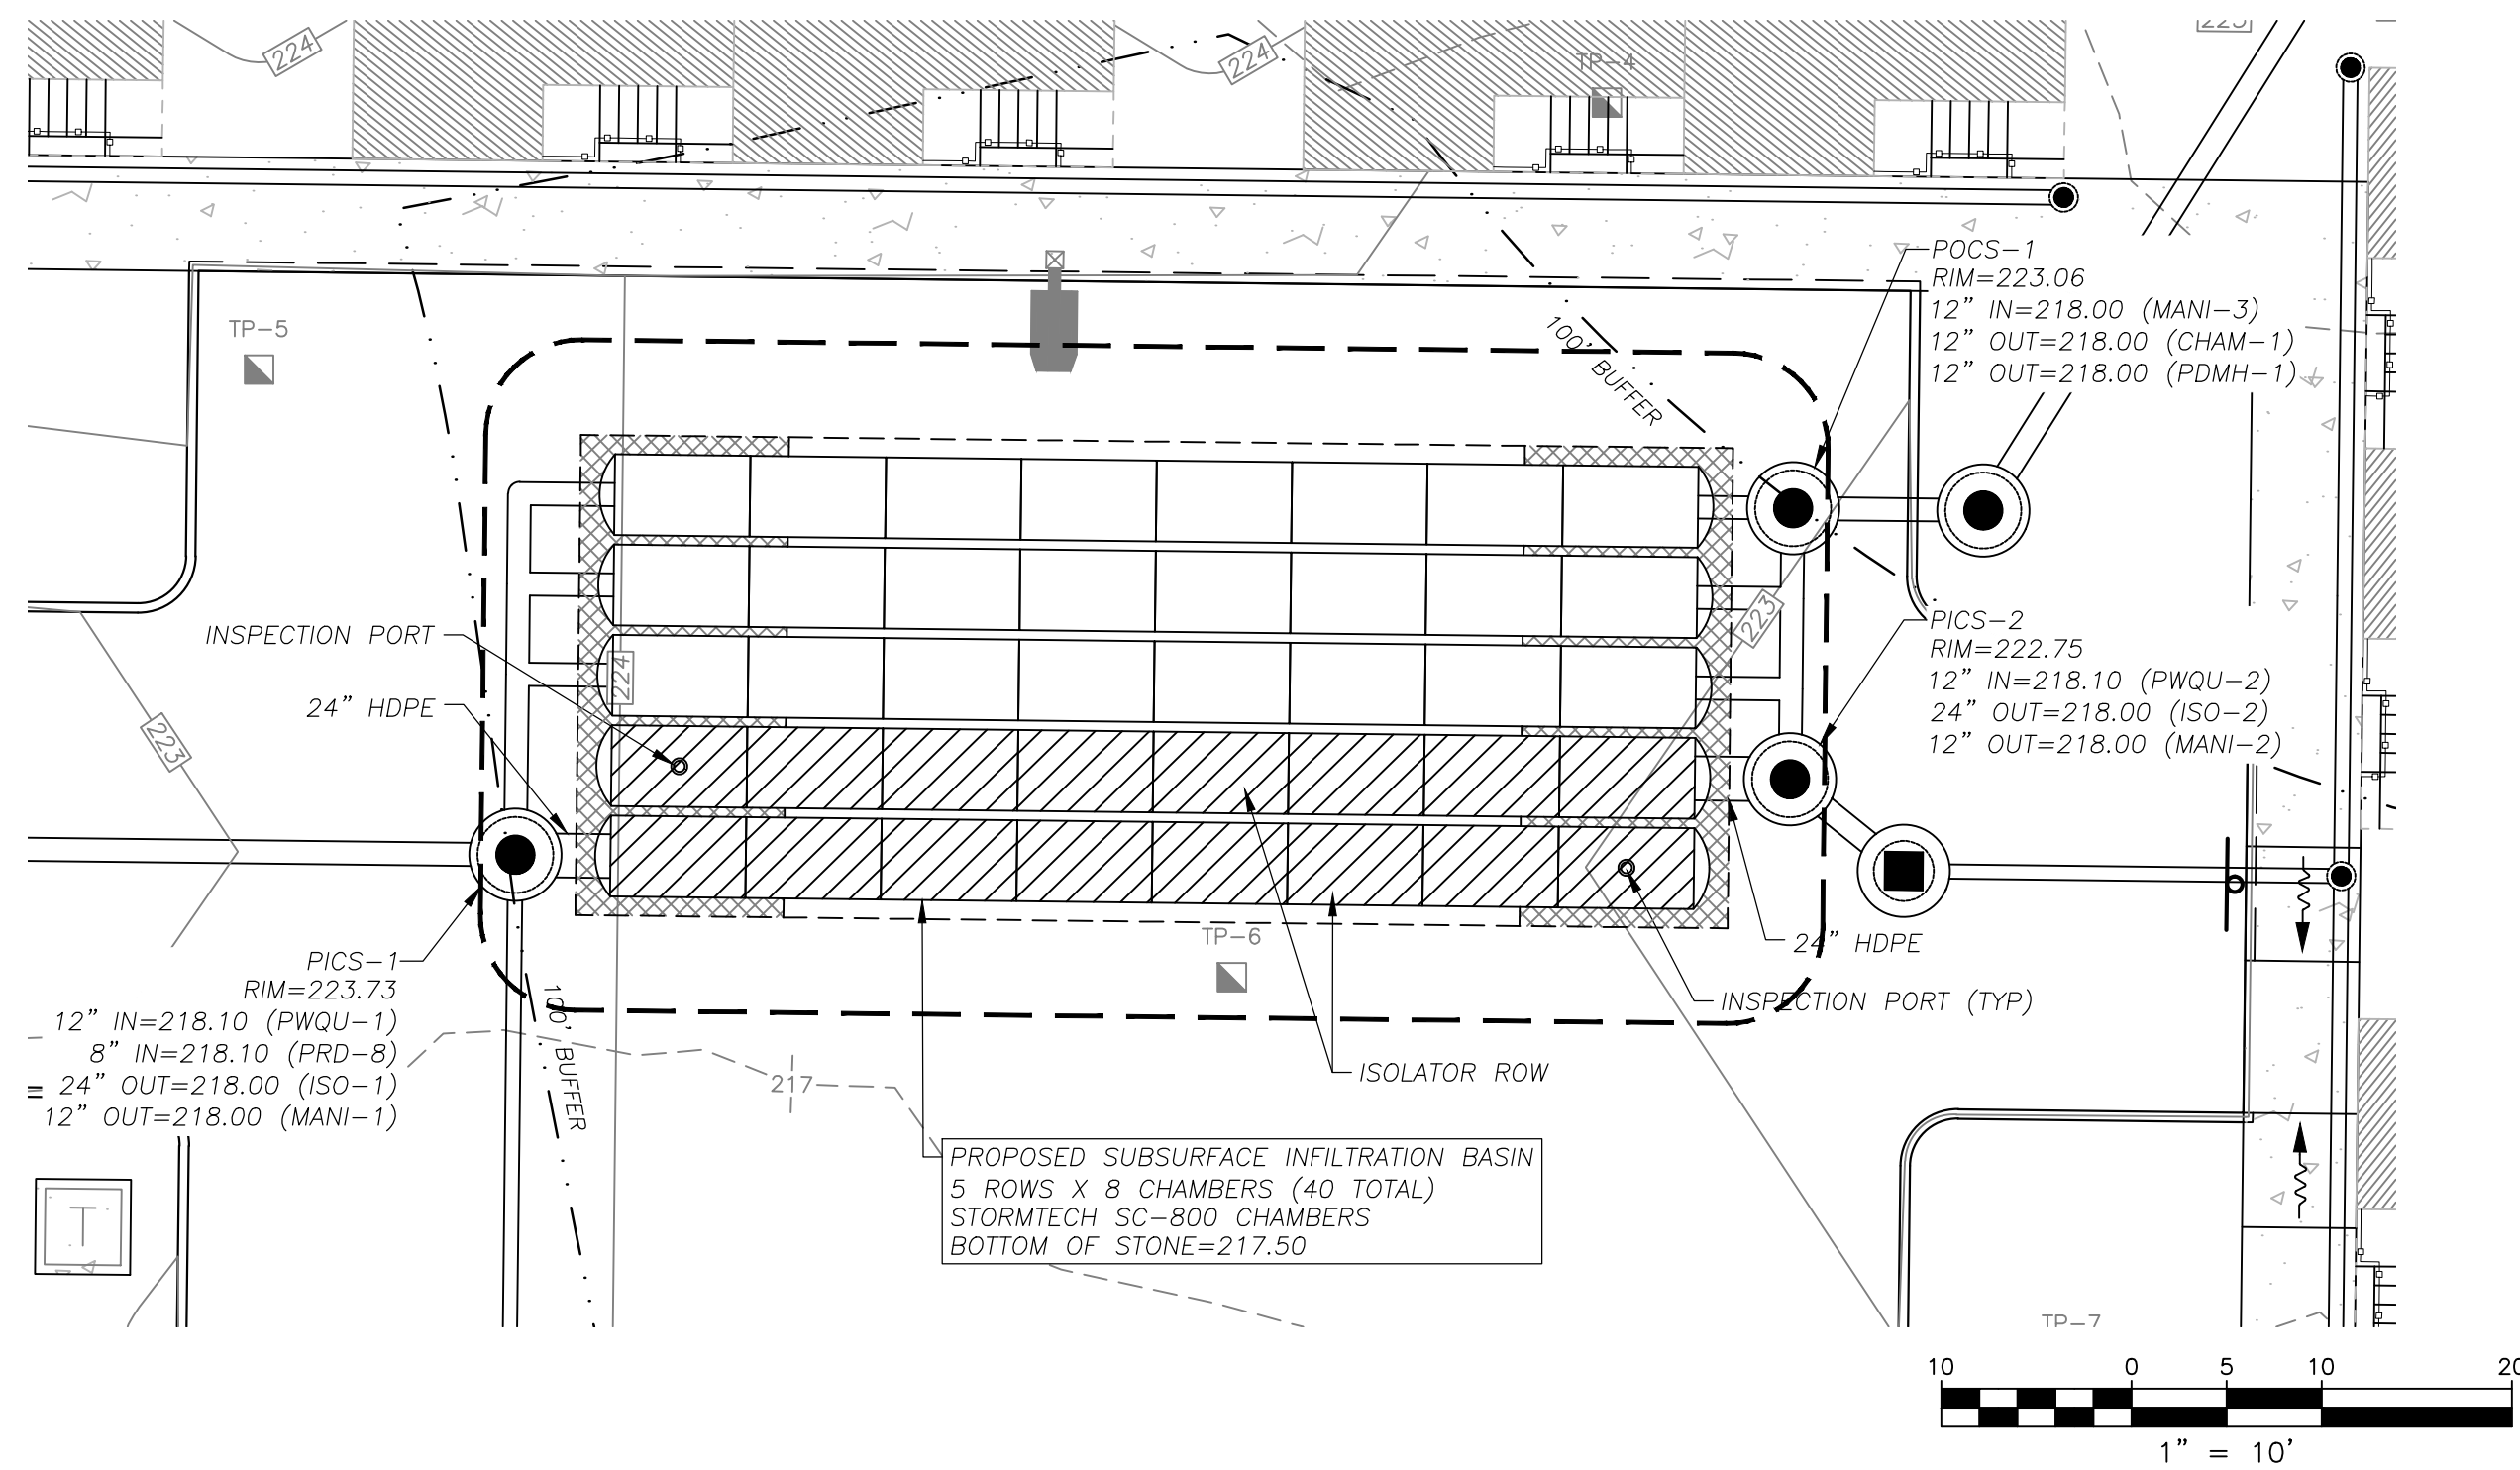 224
224
TP-4
TP-5
100' BUFFER
POCS-1
RIM=223.06
12" IN=218.00 (MANI-3)
12" OUT=218.00 (CHAM-1)
12" OUT=218.00 (PDMH-1)
INSPECTION PORT
24" HDPE
224
223
223
PICS-2
RIM=222.75
12" IN=218.10 (PWQU-2)
24" OUT=218.00 (ISO-2)
12" OUT=218.00 (MANI-2)
TP-6
24" HDPE
INSPECTION PORT (TYP)
ISOLATOR ROW
PICS-1
RIM=223.73
12" IN=218.10 (PWQU-1)
8" IN=218.10 (PRD-8)
24" OUT=218.00 (ISO-1)
12" OUT=218.00 (MANI-1)
100' BUFFER
217
PROPOSED SUBSURFACE INFILTRATION BASIN
5 ROWS X 8 CHAMBERS (40 TOTAL)
STORMTECH SC-800 CHAMBERS
BOTTOM OF STONE=217.50
T
TP-7
10 0 5 10 20
1" = 10'